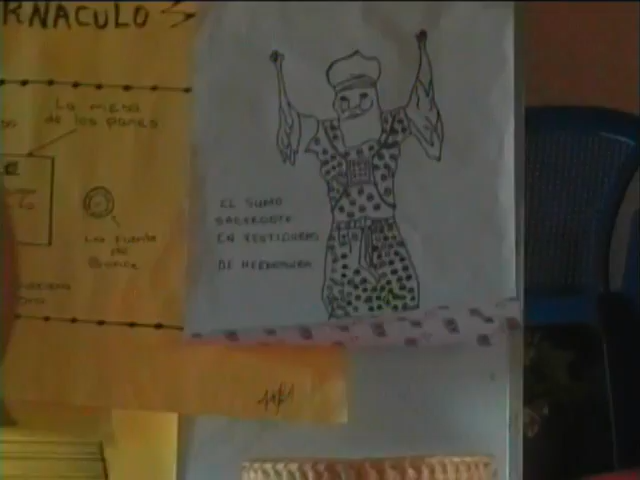 RNACULO
La mesa
de los panes
La fuente
de
Bronce
EL SUMO
SACERDOTE
EN VESTIDURAS
DE HERMOSURA